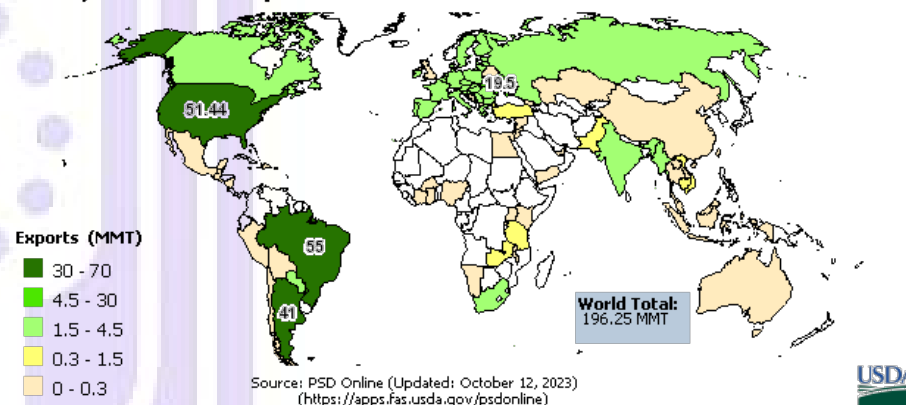 51.44
19.5
55
41
Exports (MMT)
30 - 70
4.5 - 30
1.5 - 4.5
0.3 - 1.5
0 - 0.3
World Total:
196.25 MMT
Source: PSD Online (Updated: October 12, 2023)
(https://apps.fas.usda.gov/psdonline)